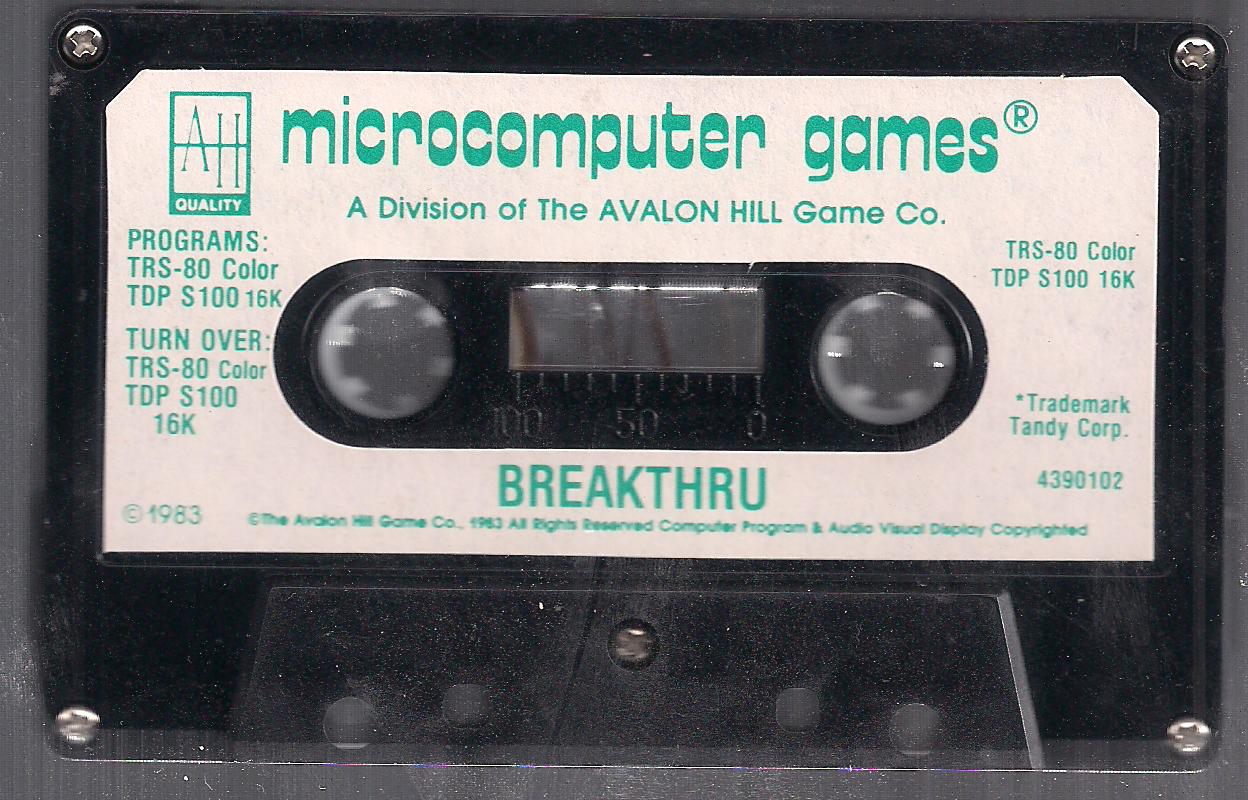 AH
QUALITY
microcomputer games®
A Division of The AVALON HILL Game Co.
PROGRAMS:
TRS-80 Color
TDP S100 16K
TURN OVER:
TRS-80 Color
TDP S100
16K
TRS-80 Color
TDP S100 16K
*Trademark
Tandy Corp.
4390102
100 50 0
BREAKTHRU
©1983
©The Avalon Hill Game Co., 1983 All Rights Reserved Computer Program & Audio Visual Display Copyrighted